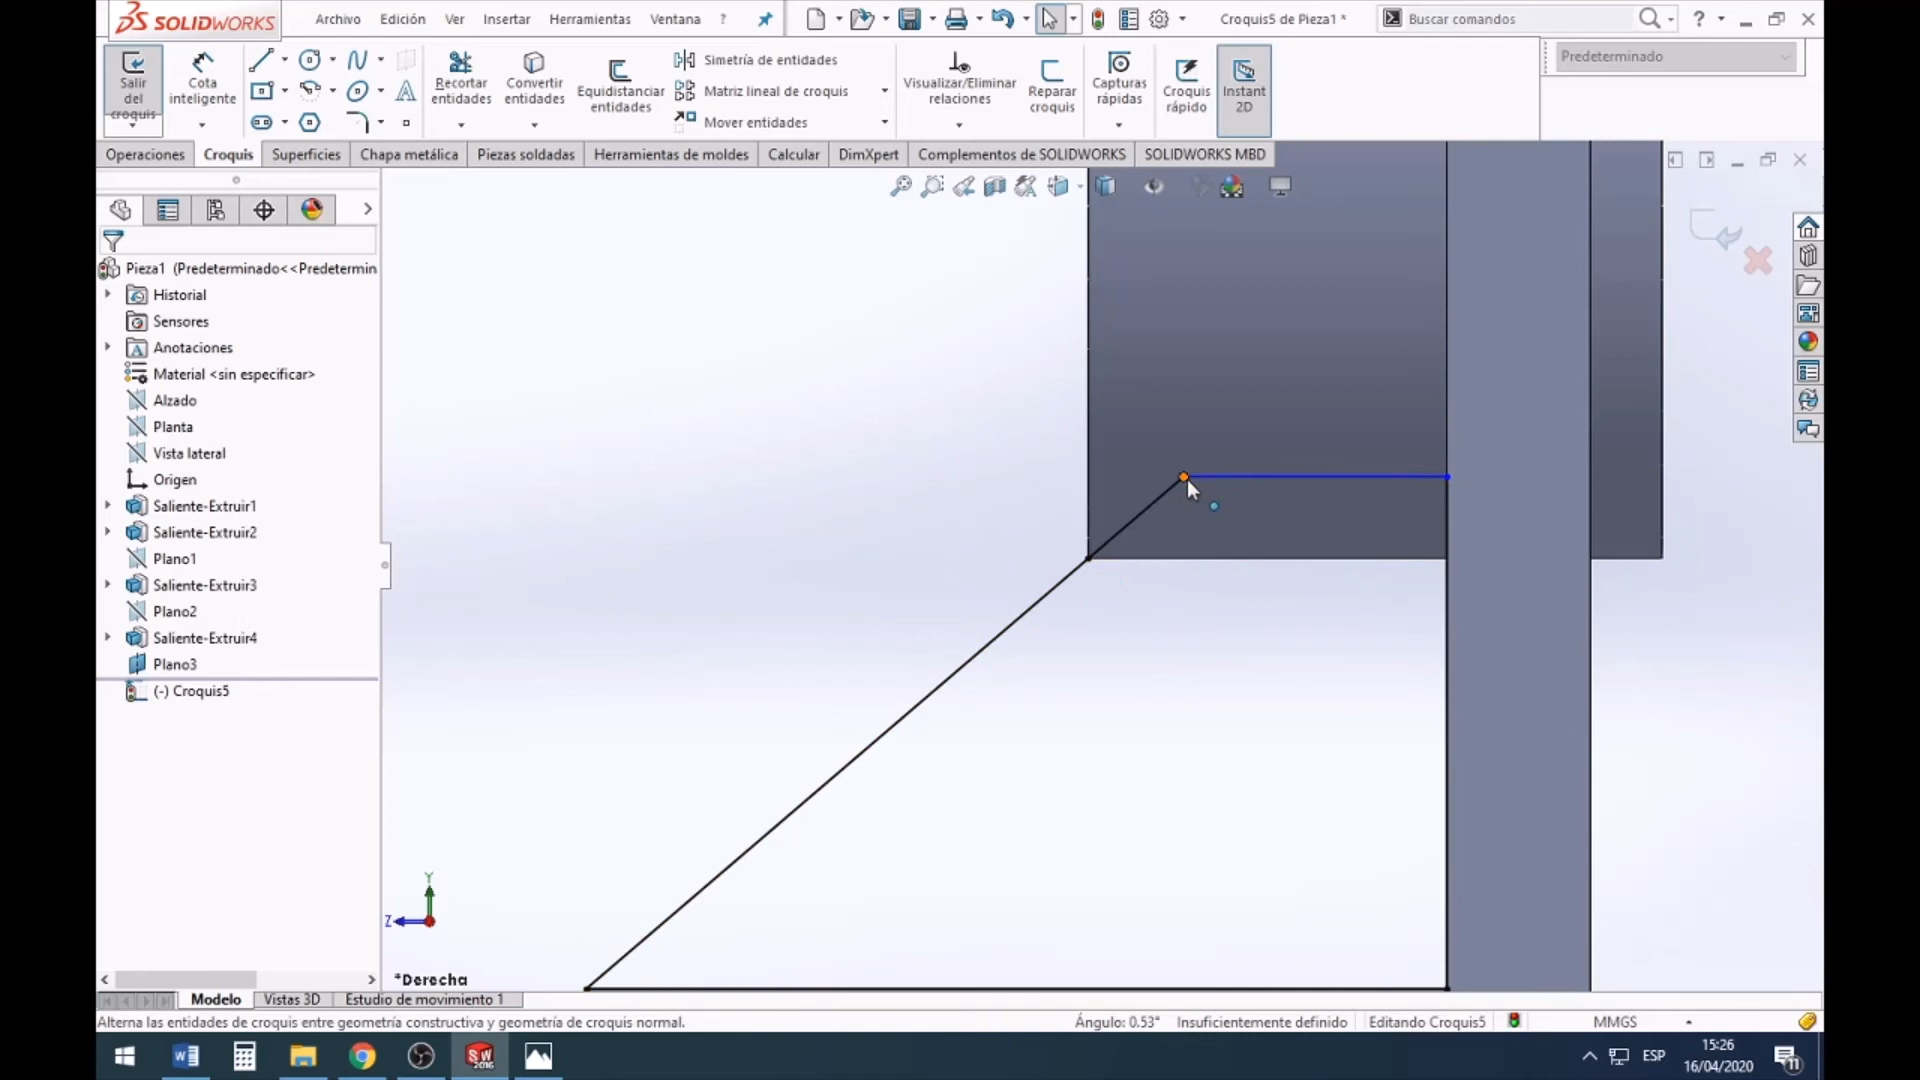 SOLIDWORKS
Archivo Edición Ver Insertar Herramientas Ventana ?
Croquis5 de Pieza1 *
Buscar comandos
?
Salir del croquis
Cota inteligente
Recortar entidades
Convertir entidades
Equidistanciar entidades
Simetría de entidades
Matriz lineal de croquis
Mover entidades
Visualizar/Eliminar relaciones
Reparar croquis
Capturas rápidas
Croquis rápido
Instant 2D
Predeterminado
Operaciones Croquis Superficies Chapa metálica Piezas soldadas Herramientas de moldes Calcular DimXpert Complementos de SOLIDWORKS SOLIDWORKS MBD
Pieza1 (Predeterminado<<Predetermin
Historial
Sensores
Anotaciones
Material <sin especificar>
Alzado
Planta
Vista lateral
Origen
Saliente-Extruir1
Saliente-Extruir2
Plano1
Saliente-Extruir3
Plano2
Saliente-Extruir4
Plano3
(-) Croquis5
Y
Z
*Derecha
Modelo Vistas 3D Estudio de movimiento 1
Alterna las entidades de croquis entre geometría constructiva y geometría de croquis normal.
Ángulo: 0.53° Insuficientemente definido Editando Croquis5 MMGS
ESP
15:26
16/04/2020
11